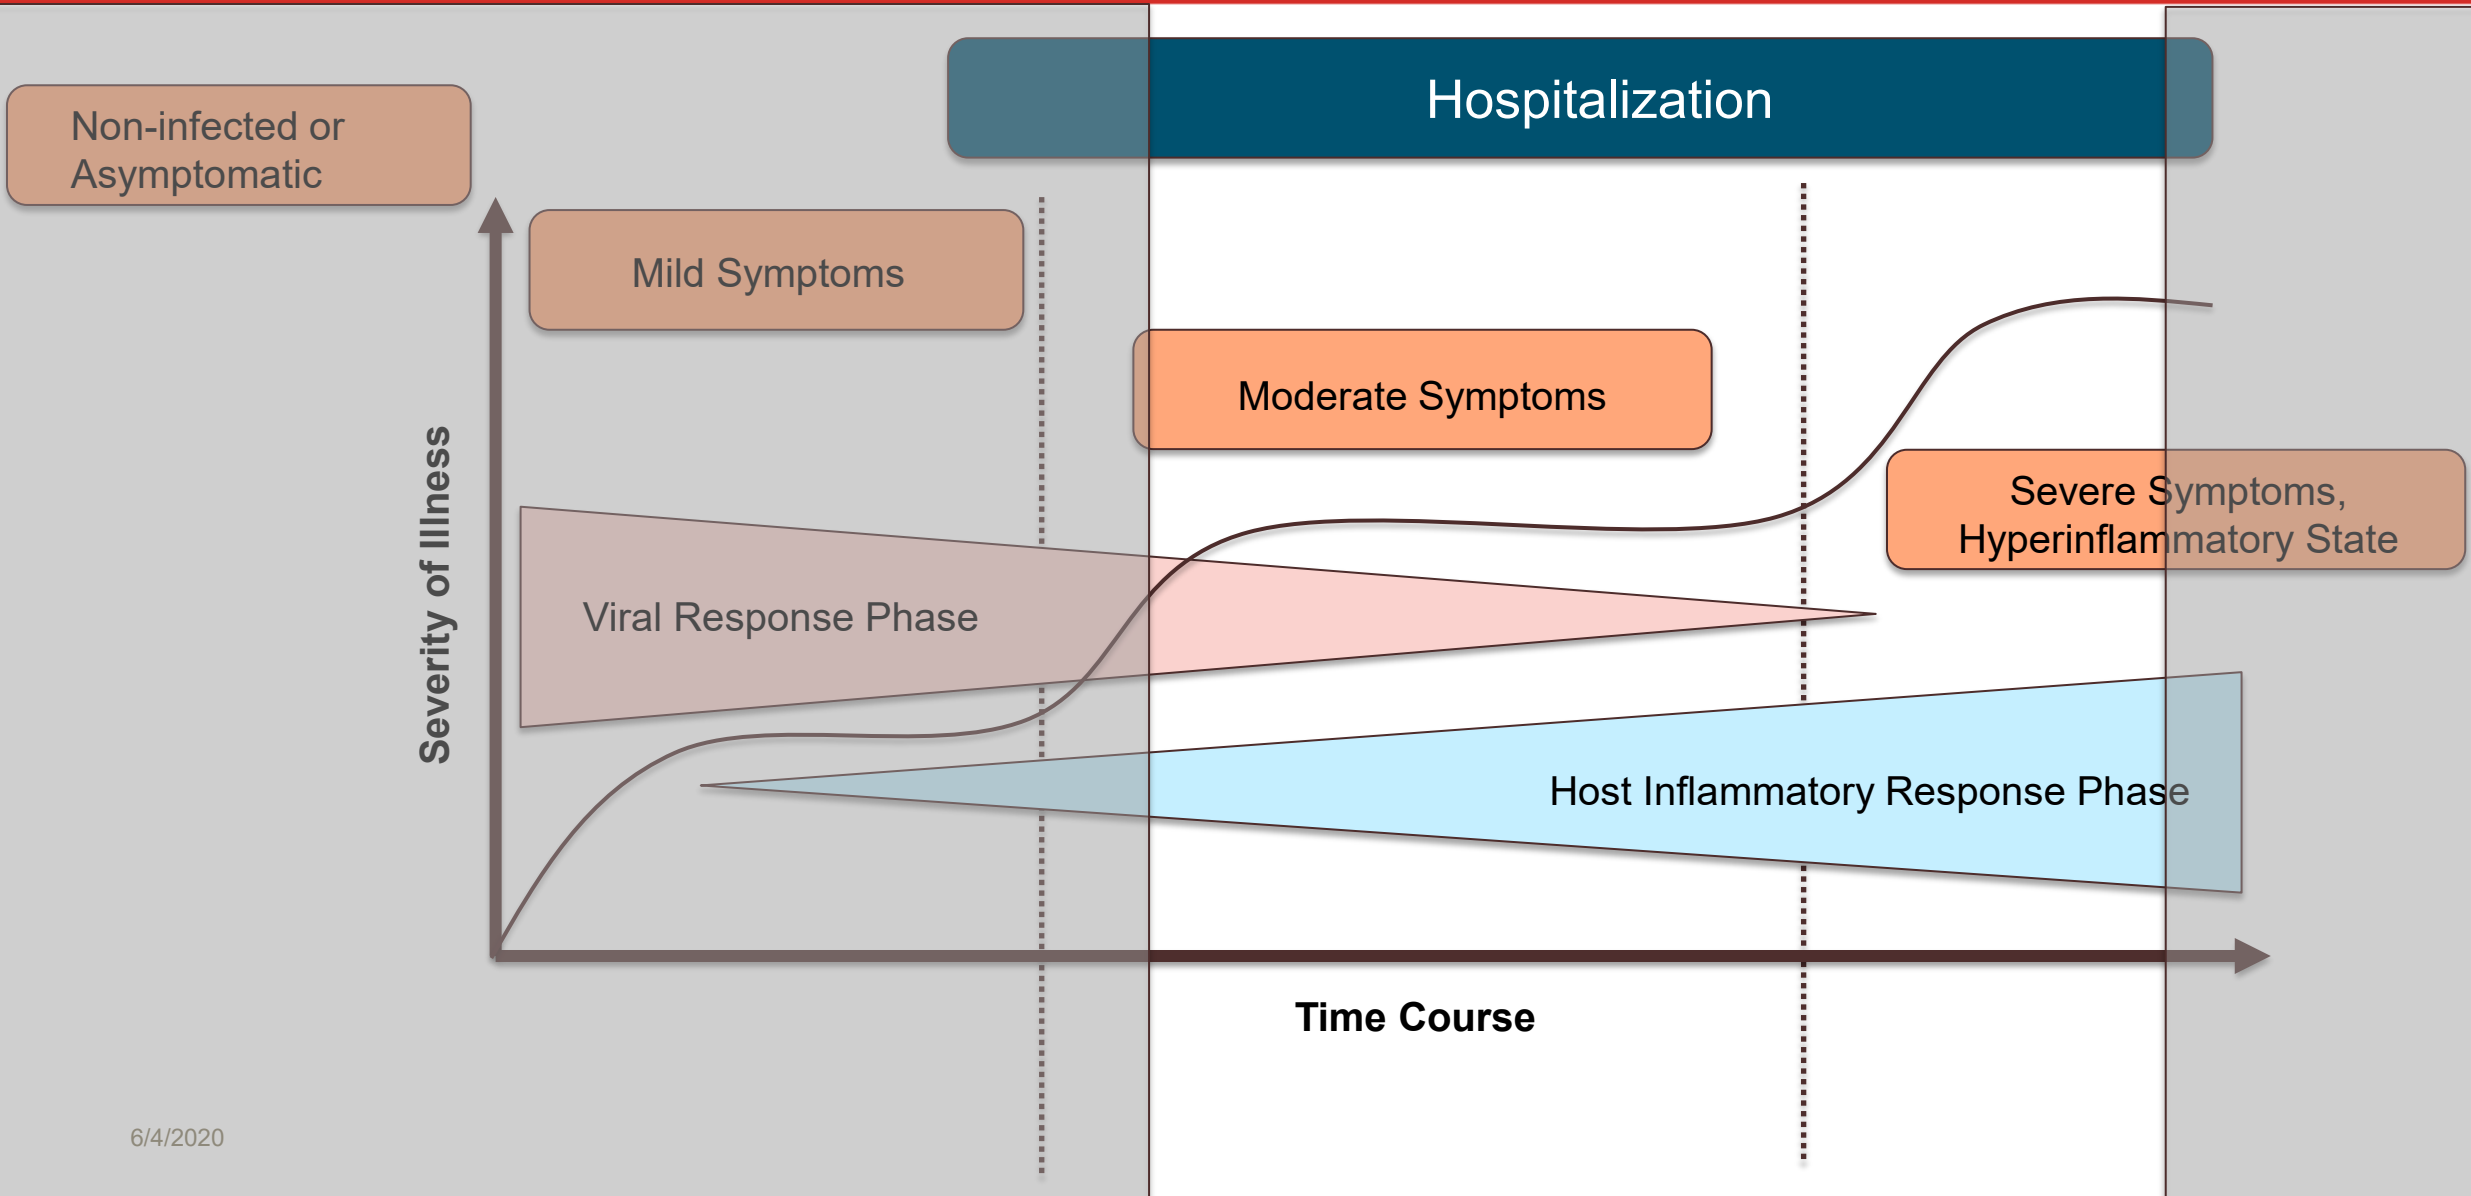 Hospitalization
Non-infected or
Asymptomatic
Mild Symptoms
Moderate Symptoms
Severe Symptoms,
Hyperinflammatory State
Severity of Illness
Viral Response Phase
Host Inflammatory Response Phase
Time Course
6/4/2020